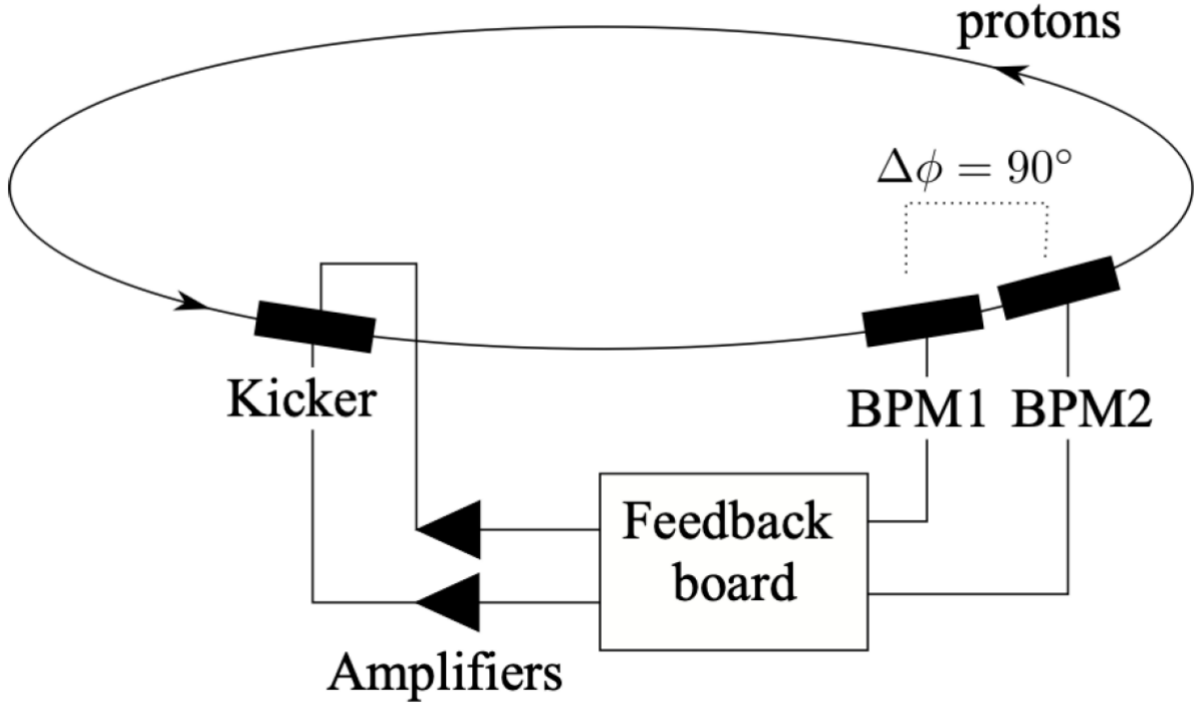 protons
Δϕ = 90°
Kicker
BPM1 BPM2
Feedback
board
Amplifiers